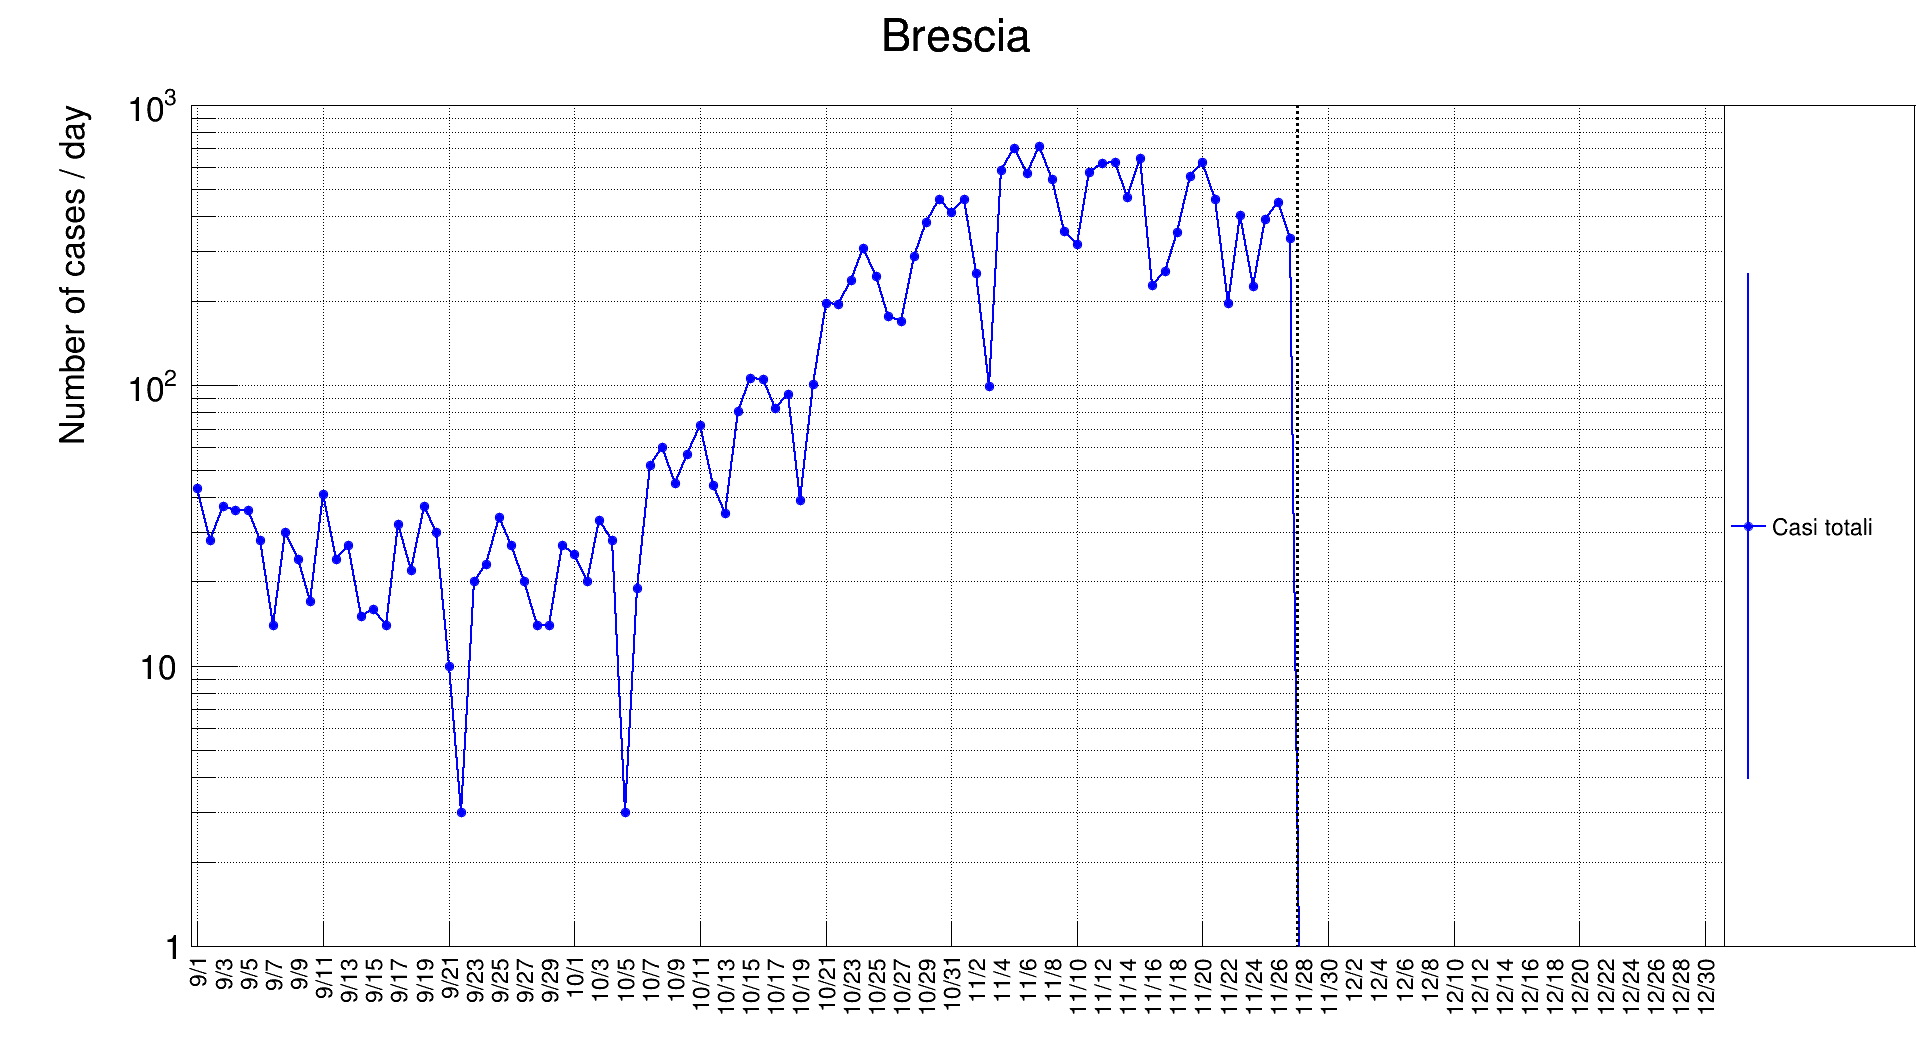 Brescia
Number of cases / day
10³
10²
10
1
9/1 9/3 9/5 9/7 9/9 9/11 9/13 9/15 9/17 9/19 9/21 9/23 9/25 9/27 9/29 10/1 10/3 10/5 10/7 10/9 10/11 10/13 10/15 10/17 10/19 10/21 10/23 10/25 10/27 10/29 10/31 11/2 11/4 11/6 11/8 11/10 11/12 11/14 11/16 11/18 11/20 11/22 11/24 11/26 11/28 11/30 12/2 12/4 12/6 12/8 12/10 12/12 12/14 12/16 12/18 12/20 12/22 12/24 12/26 12/28 12/30
Casi totali